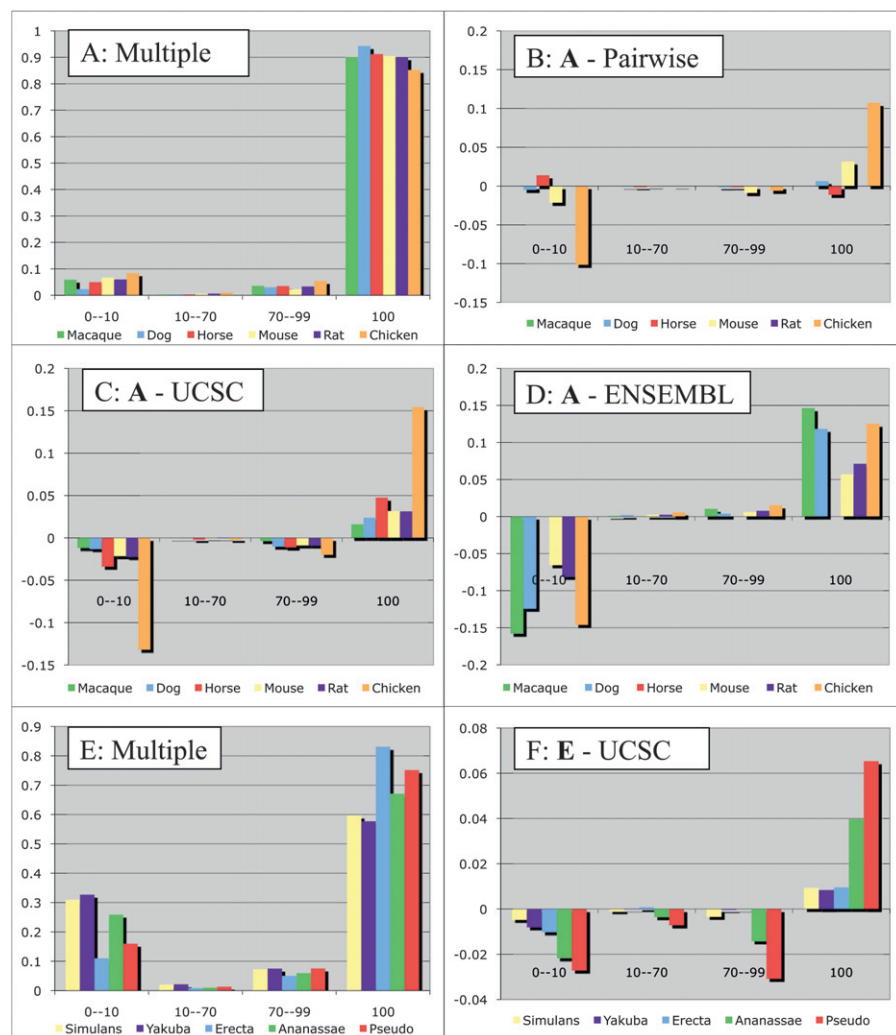 A: Multiple
1
0.9
0.8
0.7
0.6
0.5
0.4
0.3
0.2
0.1
0
0--10 10--70 70--99 100
Macaque Dog Horse Mouse Rat Chicken
B: A - Pairwise
0.2
0.15
0.1
0.05
0
-0.05
-0.1
-0.15
0--10 10--70 70--99 100
Macaque Dog Horse Mouse Rat Chicken
C: A - UCSC
0.2
0.15
0.1
0.05
0
-0.05
-0.1
-0.15
0--10 10--70 70--99 100
Macaque Dog Horse Mouse Rat Chicken
D: A - ENSEMBL
0.2
0.15
0.1
0.05
0
-0.05
-0.1
-0.15
-0.2
0--10 10--70 70--99 100
Macaque Dog Horse Mouse Rat Chicken
E: Multiple
0.9
0.8
0.7
0.6
0.5
0.4
0.3
0.2
0.1
0
0--10 10--70 70--99 100
Simulans Yakuba Erecta Ananassae Pseudo
F: E - UCSC
0.08
0.06
0.04
0.02
0
-0.02
-0.04
0--10 10--70 70--99 100
Simulans Yakuba Erecta Ananassae Pseudo